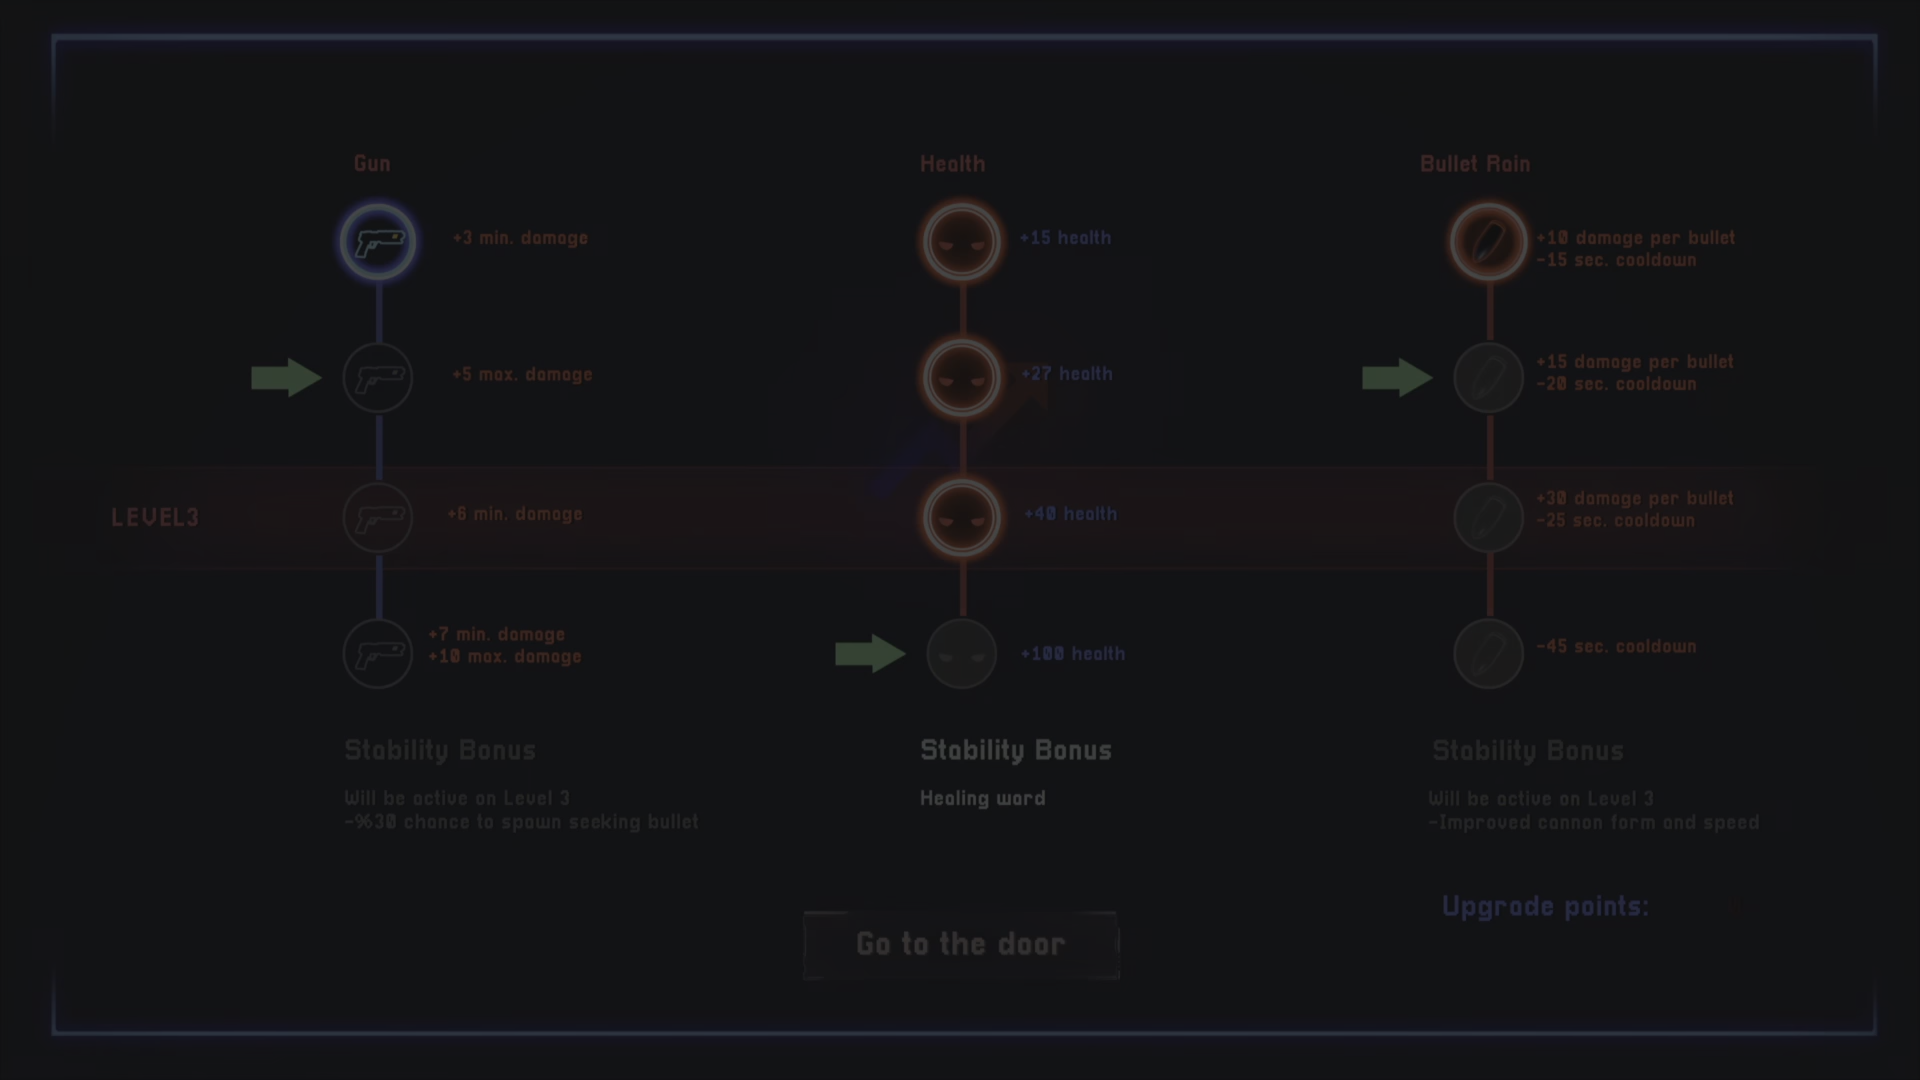 Gun
Health
Bullet Rain
+3 min. damage
+15 health
+10 damage per bullet
-15 sec. cooldown
+5 max. damage
+27 health
+15 damage per bullet
-20 sec. cooldown
LEVEL3
+6 min. damage
+40 health
+30 damage per bullet
-25 sec. cooldown
+7 min. damage
+10 max. damage
+100 health
-45 sec. cooldown
Stability Bonus
Will be active on Level 3
-%30 chance to spawn seeking bullet
Stability Bonus
Healing word
Stability Bonus
Will be active on Level 3
-Improved cannon form and speed
Upgrade points:
Go to the door